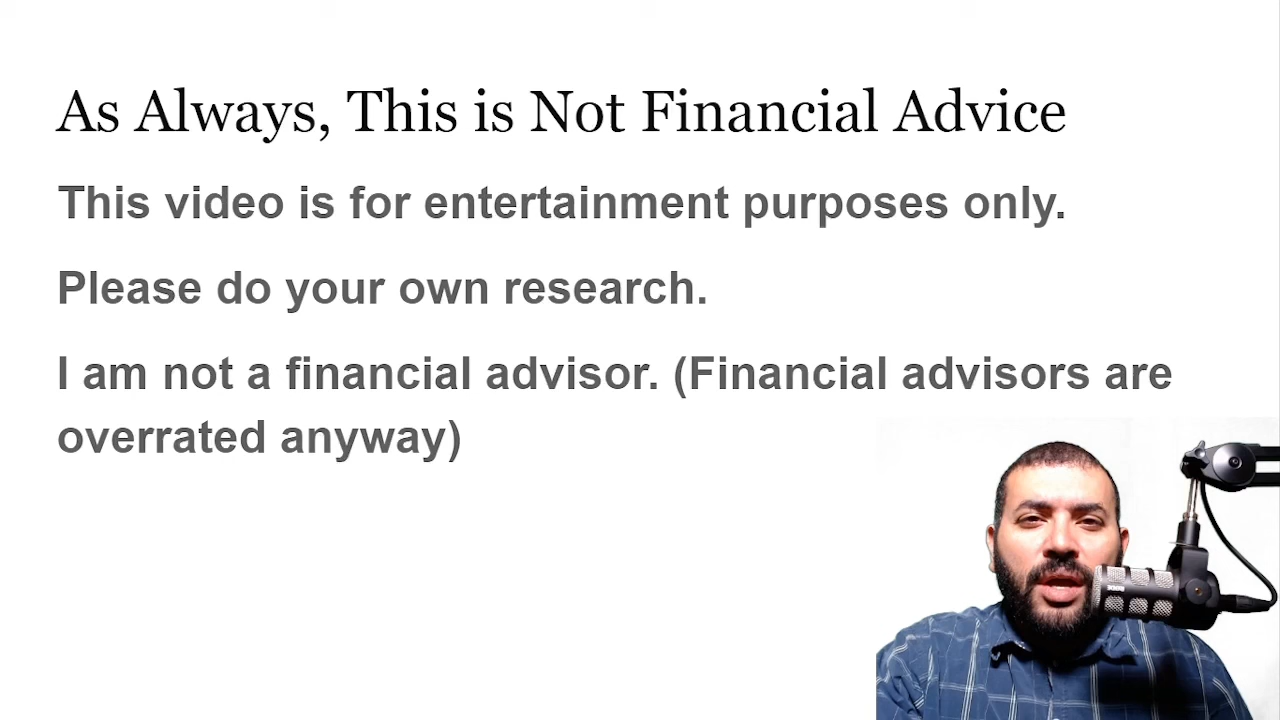 As Always, This is Not Financial Advice
This video is for entertainment purposes only.
Please do your own research.
I am not a financial advisor. (Financial advisors are
overrated anyway)